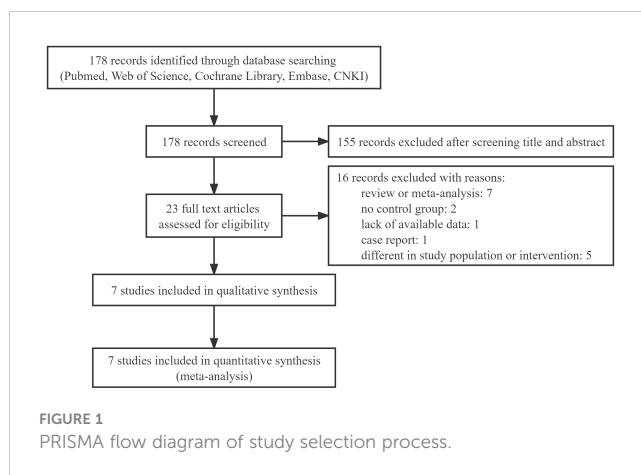 178 records identified through database searching
(Pubmed, Web of Science, Cochrane Library, Embase, CNKI)
178 records screened
155 records excluded after screening title and abstract
23 full text articles
assessed for eligibility
16 records excluded with reasons:
review or meta-analysis: 7
no control group: 2
lack of available data: 1
case report: 1
different in study population or intervention: 5
7 studies included in qualitative synthesis
7 studies included in quantitative synthesis
(meta-analysis)
FIGURE 1
PRISMA flow diagram of study selection process.